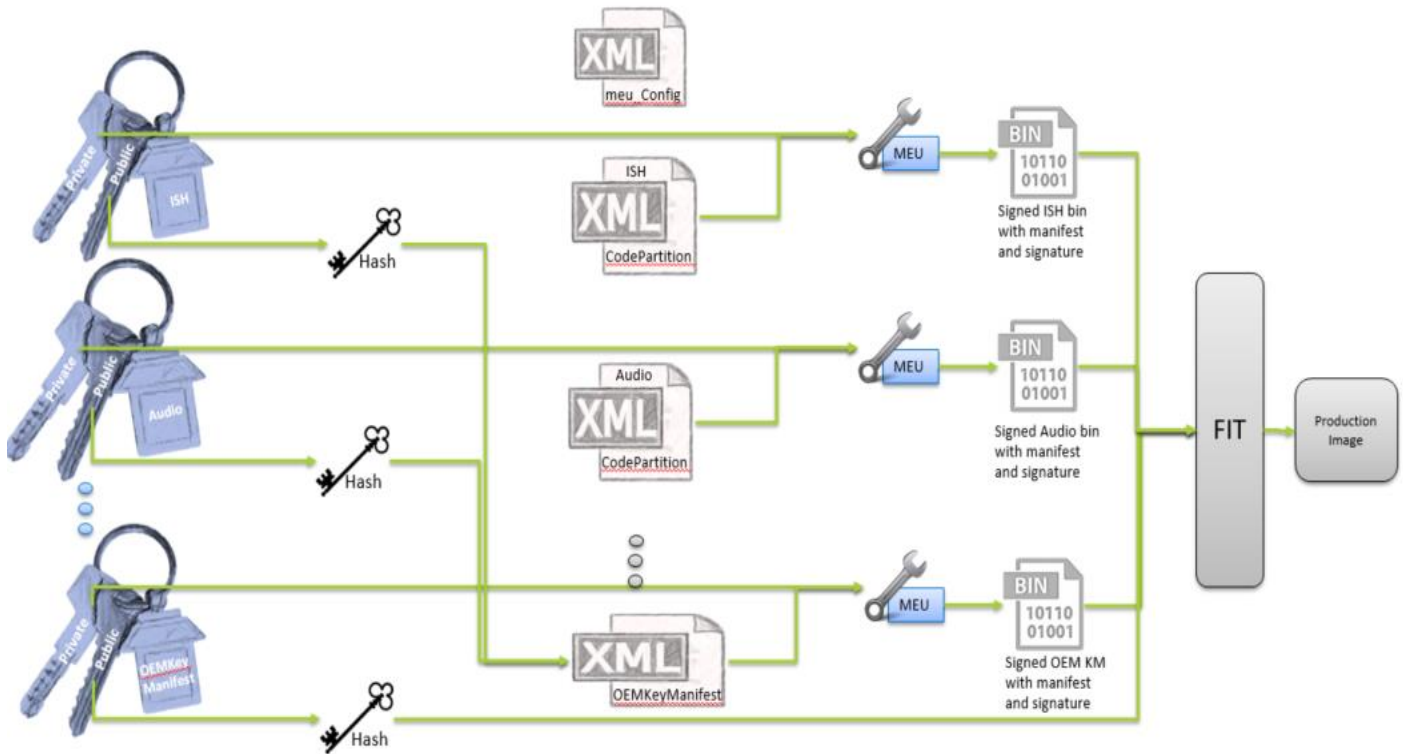 XML
meu_Config
Private
Public
ISH
MEU
BIN
10110
01001
Signed ISH bin
with manifest
and signature
ISH
XML
CodePartition
Hash
Private
Public
Audio
MEU
BIN
10110
01001
Signed Audio bin
with manifest
and signature
Audio
XML
CodePartition
Hash
FIT
Production
Image
Private
Public
OEMKey
Manifest
MEU
BIN
10110
01001
Signed OEM KM
with manifest
and signature
XML
OEMKeyManifest
Hash